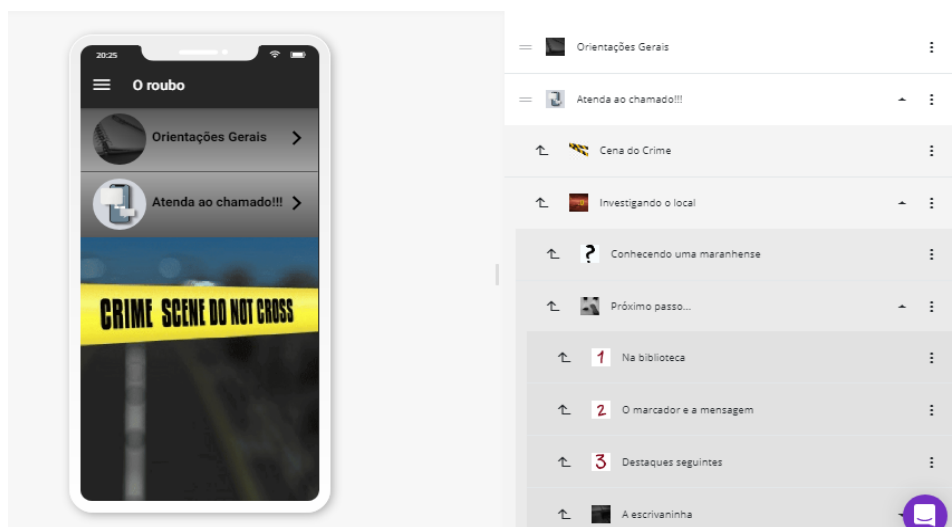 20:25
O roubo
Orientações Gerais
Atenda ao chamado!!!
CRIME SCENE DO NOT CROSS
Orientações Gerais
Atenda ao chamado!!!
Cena do Crime
Investigando o local
?
Conhecendo uma maranhense
Próximo passo...
1 Na biblioteca
2 O marcador e a mensagem
3 Destaques seguintes
A escrivaninha